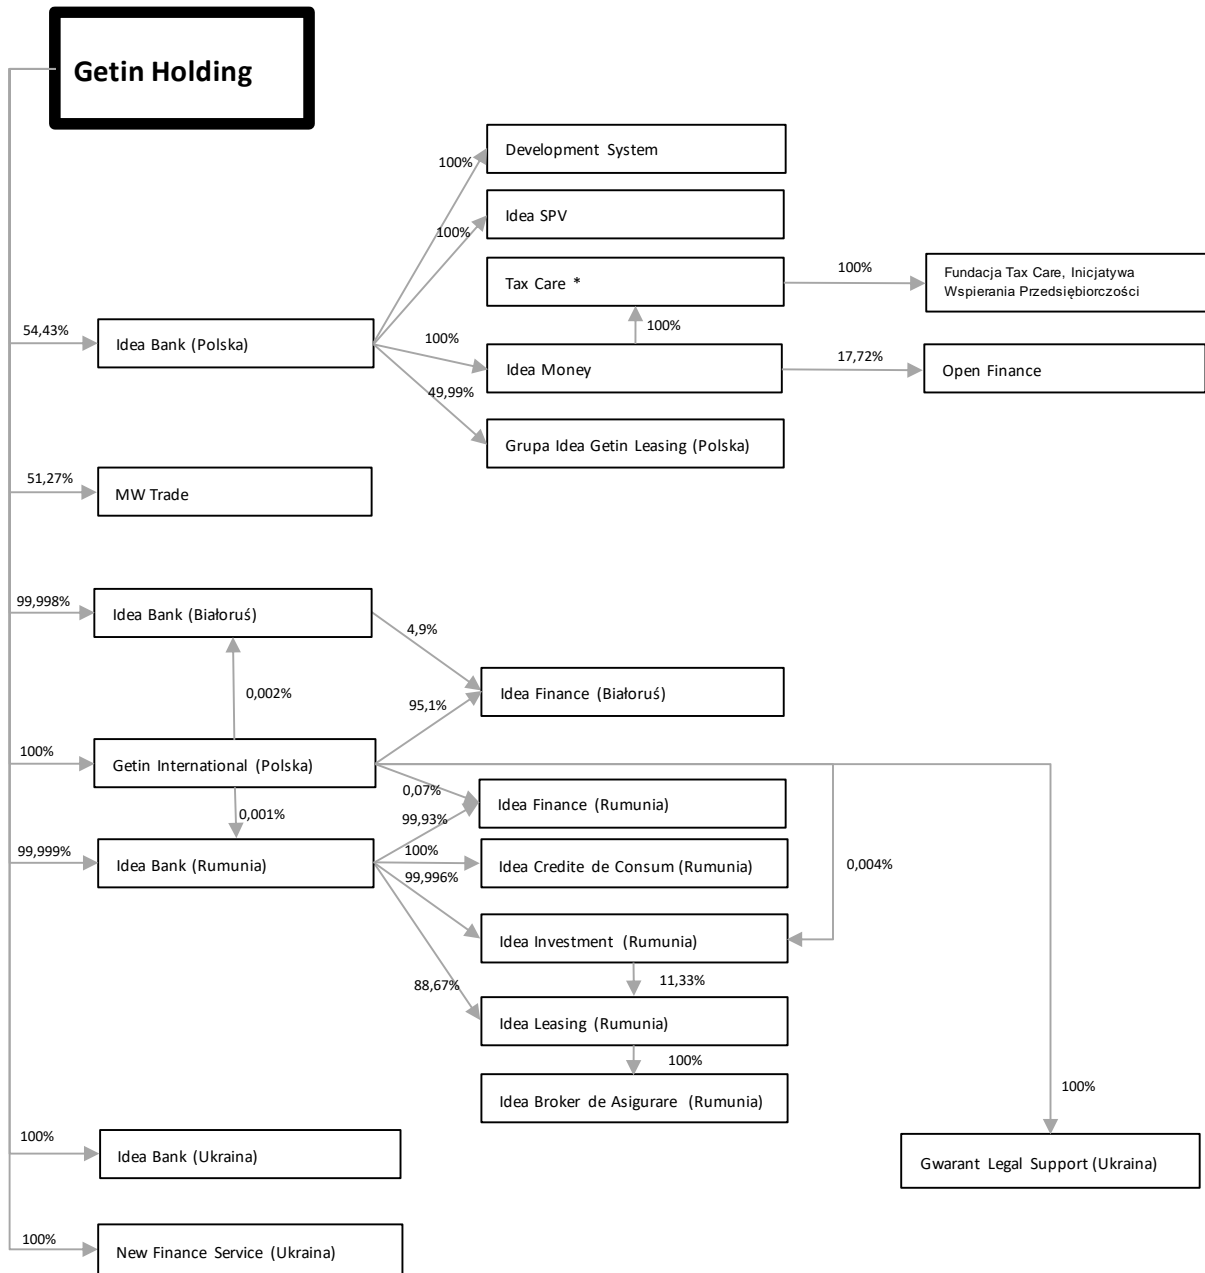 Getin Holding
Development System
100%
Idea SPV
100%
Tax Care *
100%
Fundacja Tax Care, Inicjatywa
Wspierania Przedsiębiorczości
54,43%
Idea Bank (Polska)
100%
100%
Idea Money
17,72%
Open Finance
49,99%
Grupa Idea Getin Leasing (Polska)
51,27%
MW Trade
99,998%
Idea Bank (Białoruś)
4,9%
0,002%
Idea Finance (Białoruś)
95,1%
100%
Getin International (Polska)
0,07%
Idea Finance (Rumunia)
0,001%
99,93%
99,999%
Idea Bank (Rumunia)
100%
Idea Credite de Consum (Rumunia)
0,004%
99,996%
Idea Investment (Rumunia)
88,67%
11,33%
Idea Leasing (Rumunia)
100%
Idea Broker de Asigurare (Rumunia)
100%
100%
Idea Bank (Ukraina)
Gwarant Legal Support (Ukraina)
100%
New Finance Service (Ukraina)